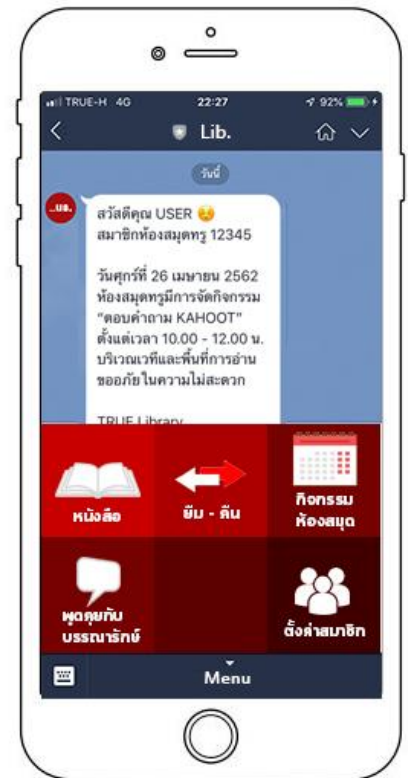 TRUE-H 4G 22:27 92%
Lib.
วันนี้
..บธ.
สวัสดีคุณ USER 😟
สมาชิกห้องสมุดทรู 12345
วันศุกร์ที่ 26 เมษายน 2562
ห้องสมุดทรูมีการจัดกิจกรรม
“ตอบคำถาม KAHOOT”
ตั้งแต่เวลา 10.00 - 12.00 น.
บริเวณเวทีและพื้นที่การอ่าน
ขออภัยในความไม่สะดวก
TRUE Library
หนังสือ
ยืม - คืน
กิจกรรม
ห้องสมุด
พูดคุยกับ
บรรณารักษ์
ตั้งค่าสมาชิก
Menu